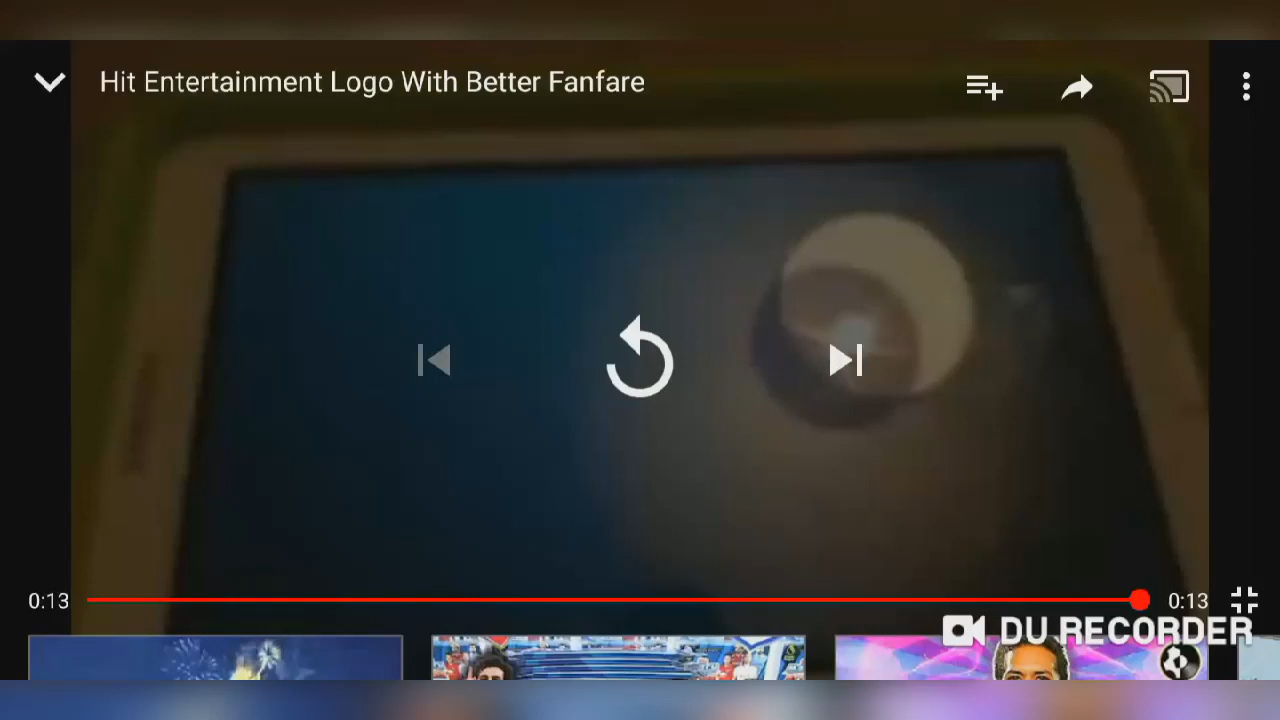 Hit Entertainment Logo With Better Fanfare
0:13
0:13
DU RECORDER